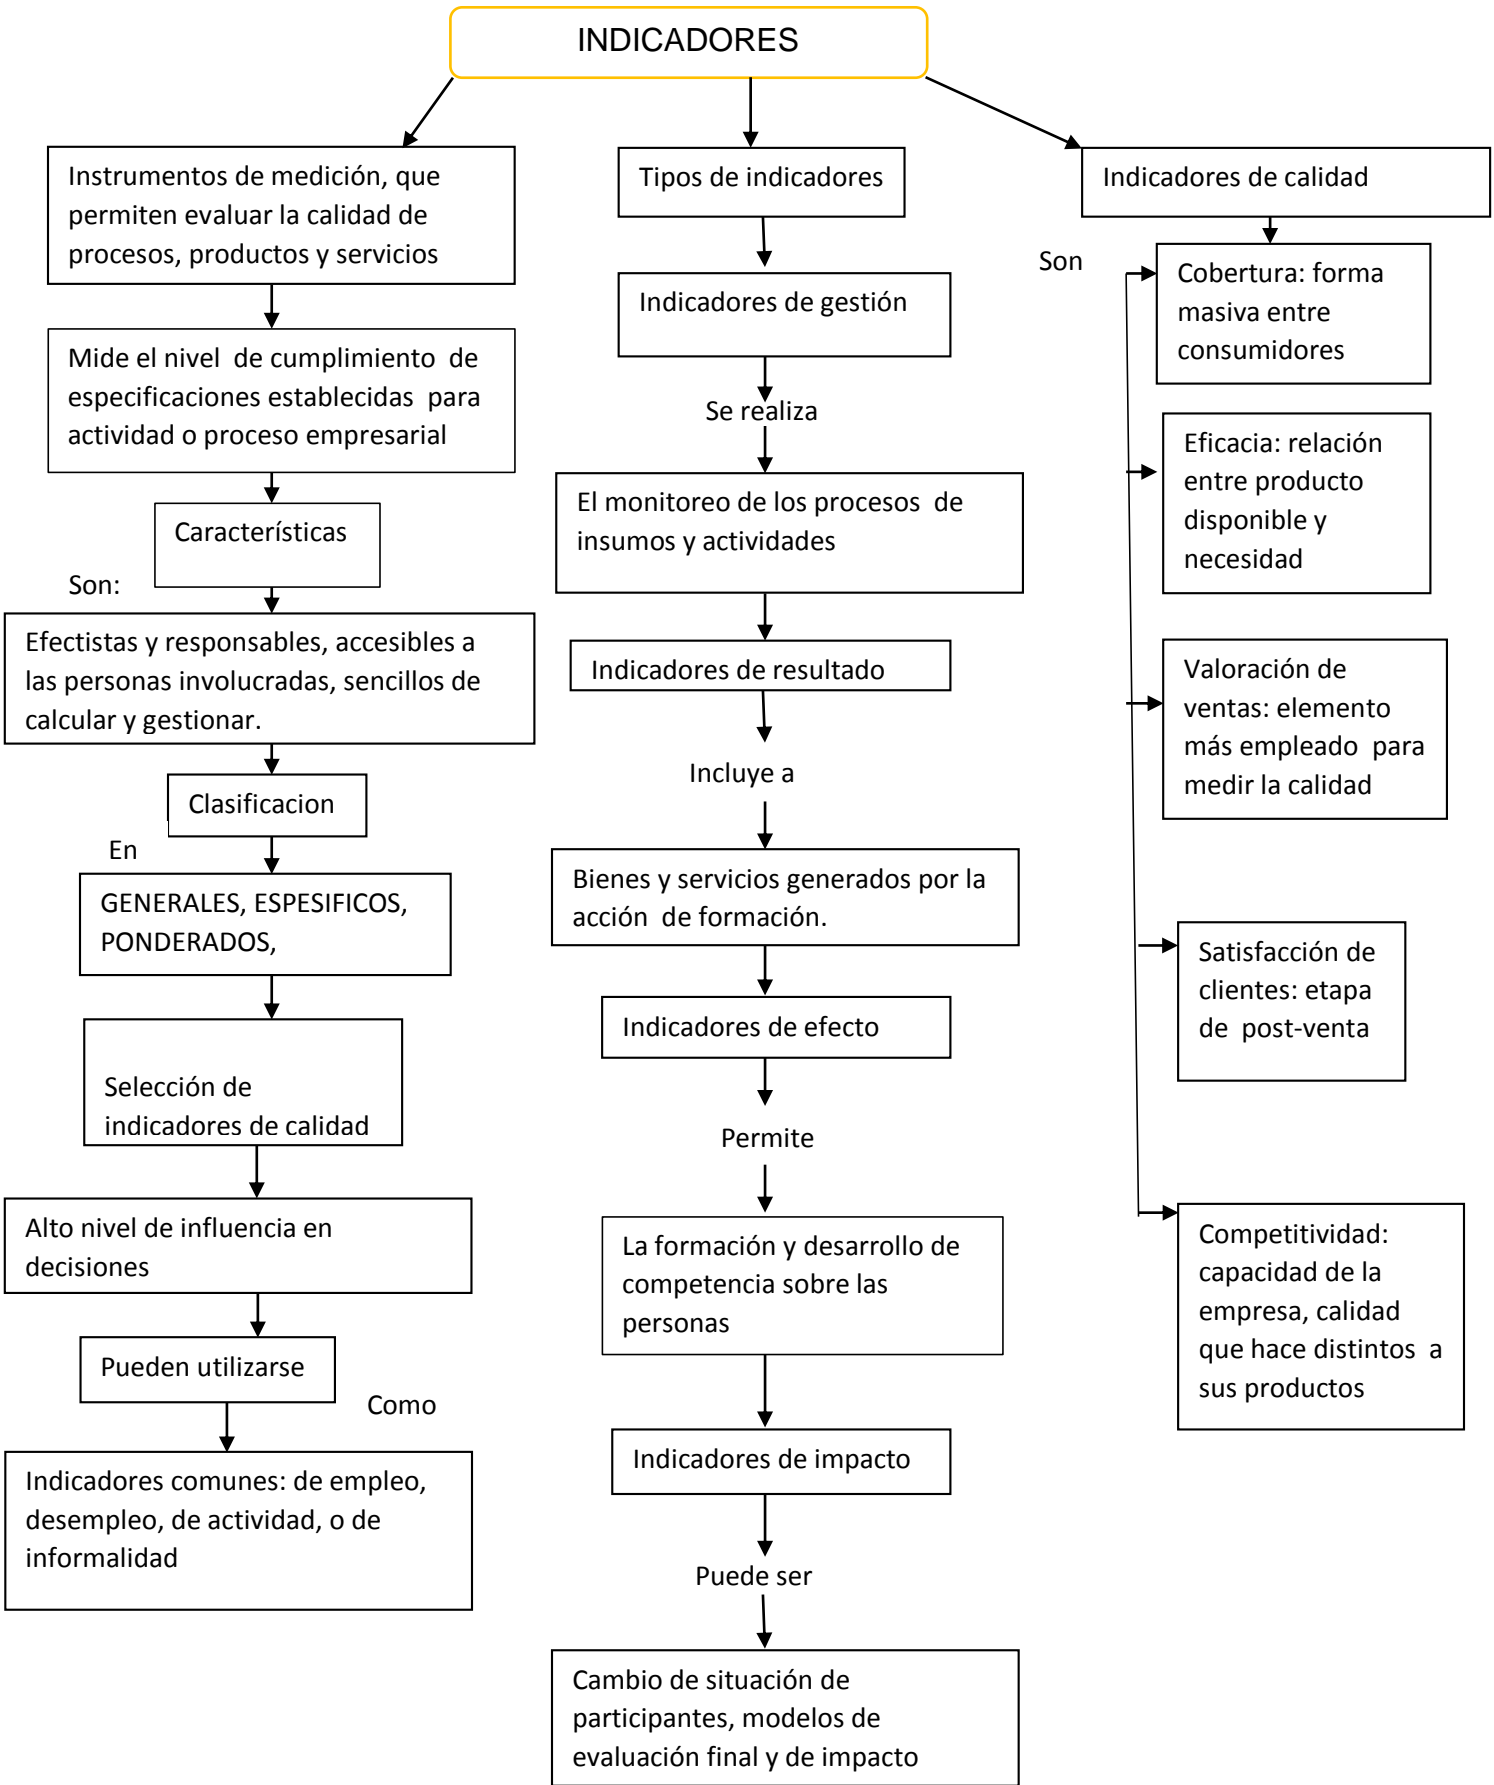 INDICADORES
Instrumentos de medición, que
permiten evaluar la calidad de
procesos, productos y servicios
Mide el nivel de cumplimiento de
especificaciones establecidas para
actividad o proceso empresarial
Característicias
Son:
Efectistas y responsables, accesibles a
las personas involucradas, sencillos de
calcular y gestionar.
Clasificacion
En
GENERALES, ESPESIFICOS,
PONDERADOS,
Selección de
indicadores de calidad
Alto nivel de influencia en
decisiones
Pueden utilizarse
Como
Indicadores comunes: de empleo,
desempleo, de actividad, o de
informalidad
Tipos de indicadores
Indicadores de gestión
Se realiza
El monitoreo de los procesos de
insumos y actividades
Indicadores de resultado
Incluye a
Bienes y servicios generados por la
acción de formación.
Indicadores de efecto
Permite
La formación y desarrollo de
competencia sobre las
personas
Indicadores de impacto
Puede ser
Cambio de situación de
participantes, modelos de
evaluación final y de impacto
Indicadores de calidad
Son
Cobertura: forma
masiva entre
consumidores
Eficacia: relación
entre producto
disponible y
necesidad
Valoración de
ventas: elemento
más empleado para
medir la calidad
Satisfacción de
clientes: etapa
de post-venta
Competitividad:
capacidad de la
empresa, calidad
que hace distintos a
sus productos